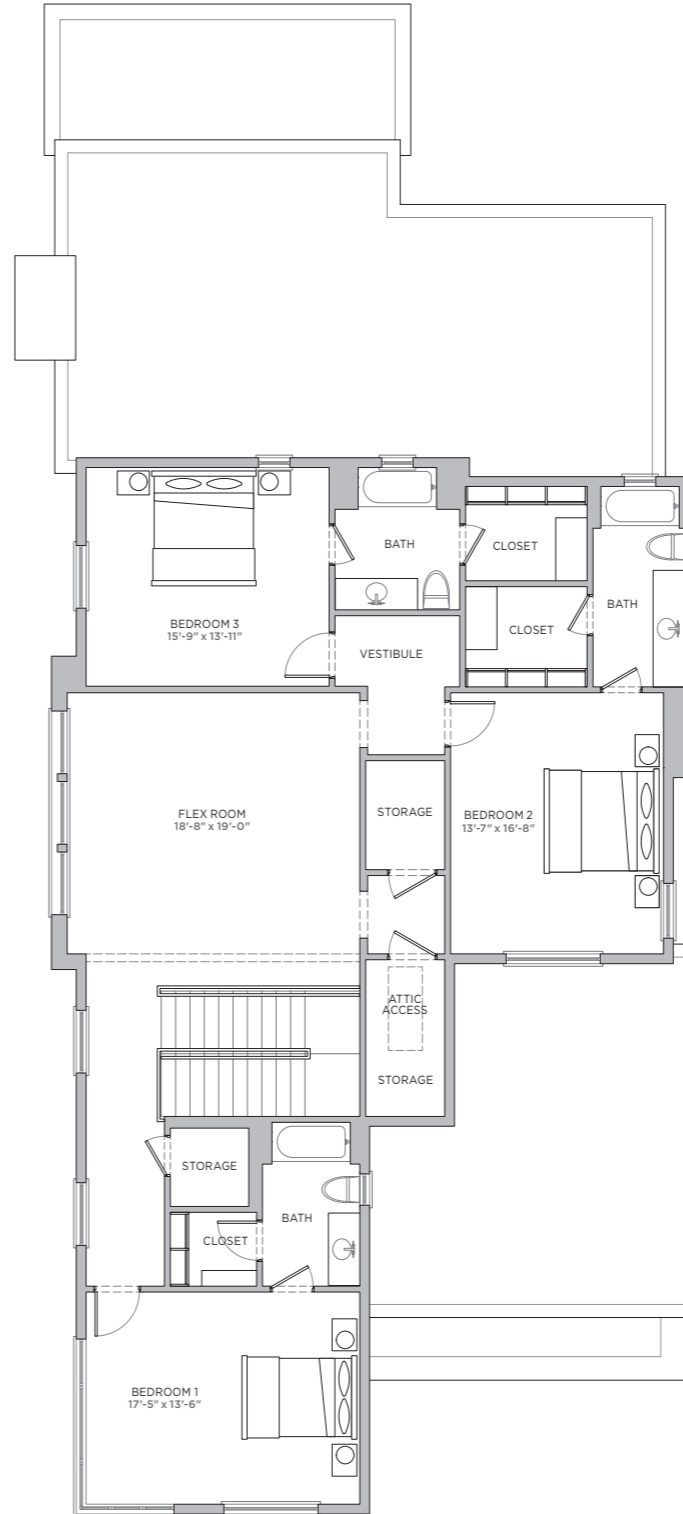 BATH
CLOSET
BEDROOM 3
15'-9" x 13'-11"
BATH
CLOSET
VESTIBULE
FLEX ROOM
18'-8" x 19'-0"
STORAGE
BEDROOM 2
13'-7" x 16'-8"
ATTIC
ACCESS
STORAGE
STORAGE
BATH
CLOSET
BEDROOM 1
17'-5" x 13'-6"